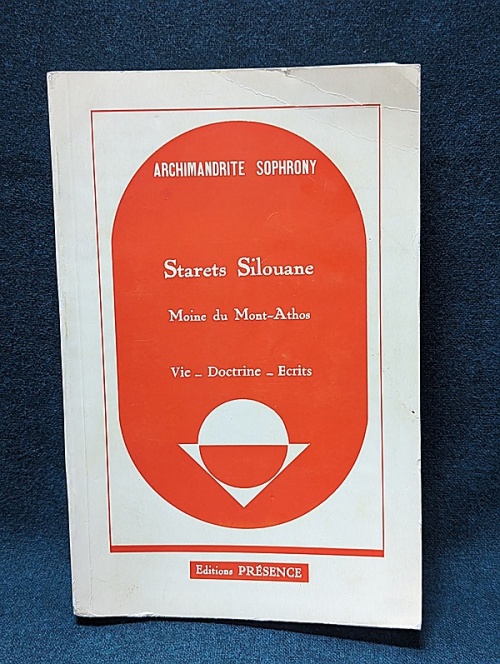 ARCHIMANDRITE SOPHRONY
Starets Silouane
Moine du Mont-Athos
Vie - Doctrine - Ecrits
Editions PRÉSENCE